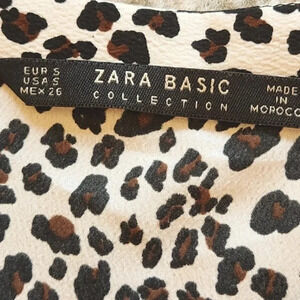 EUR S
USA S
MEX 26
ZARA BASIC
COLLECTION
MADE
IN
MOROCCO